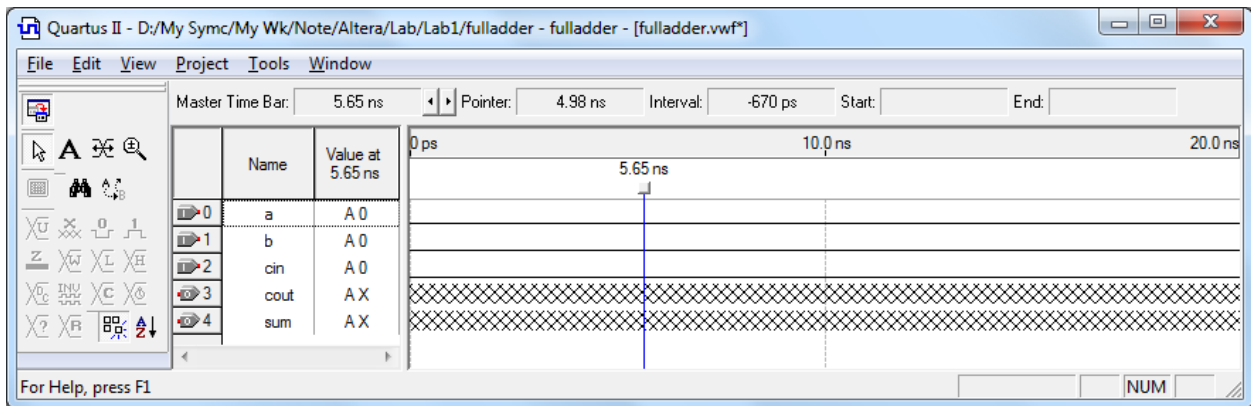 Quartus II - D:/My Symc/My Wk/Note/Altera/Lab/Lab1/fulladder - fulladder - [fulladder.vwf*]
File Edit View Project Tools Window
Master Time Bar: 5.65 ns Pointer: 4.98 ns Interval: -670 ps Start: End:
Name Value at 5.65 ns
0 ps 10.0 ns 20.0 ns
5.65 ns
0 a A 0
1 b A 0
2 cin A 0
3 cout A X
4 sum A X
For Help, press F1 NUM